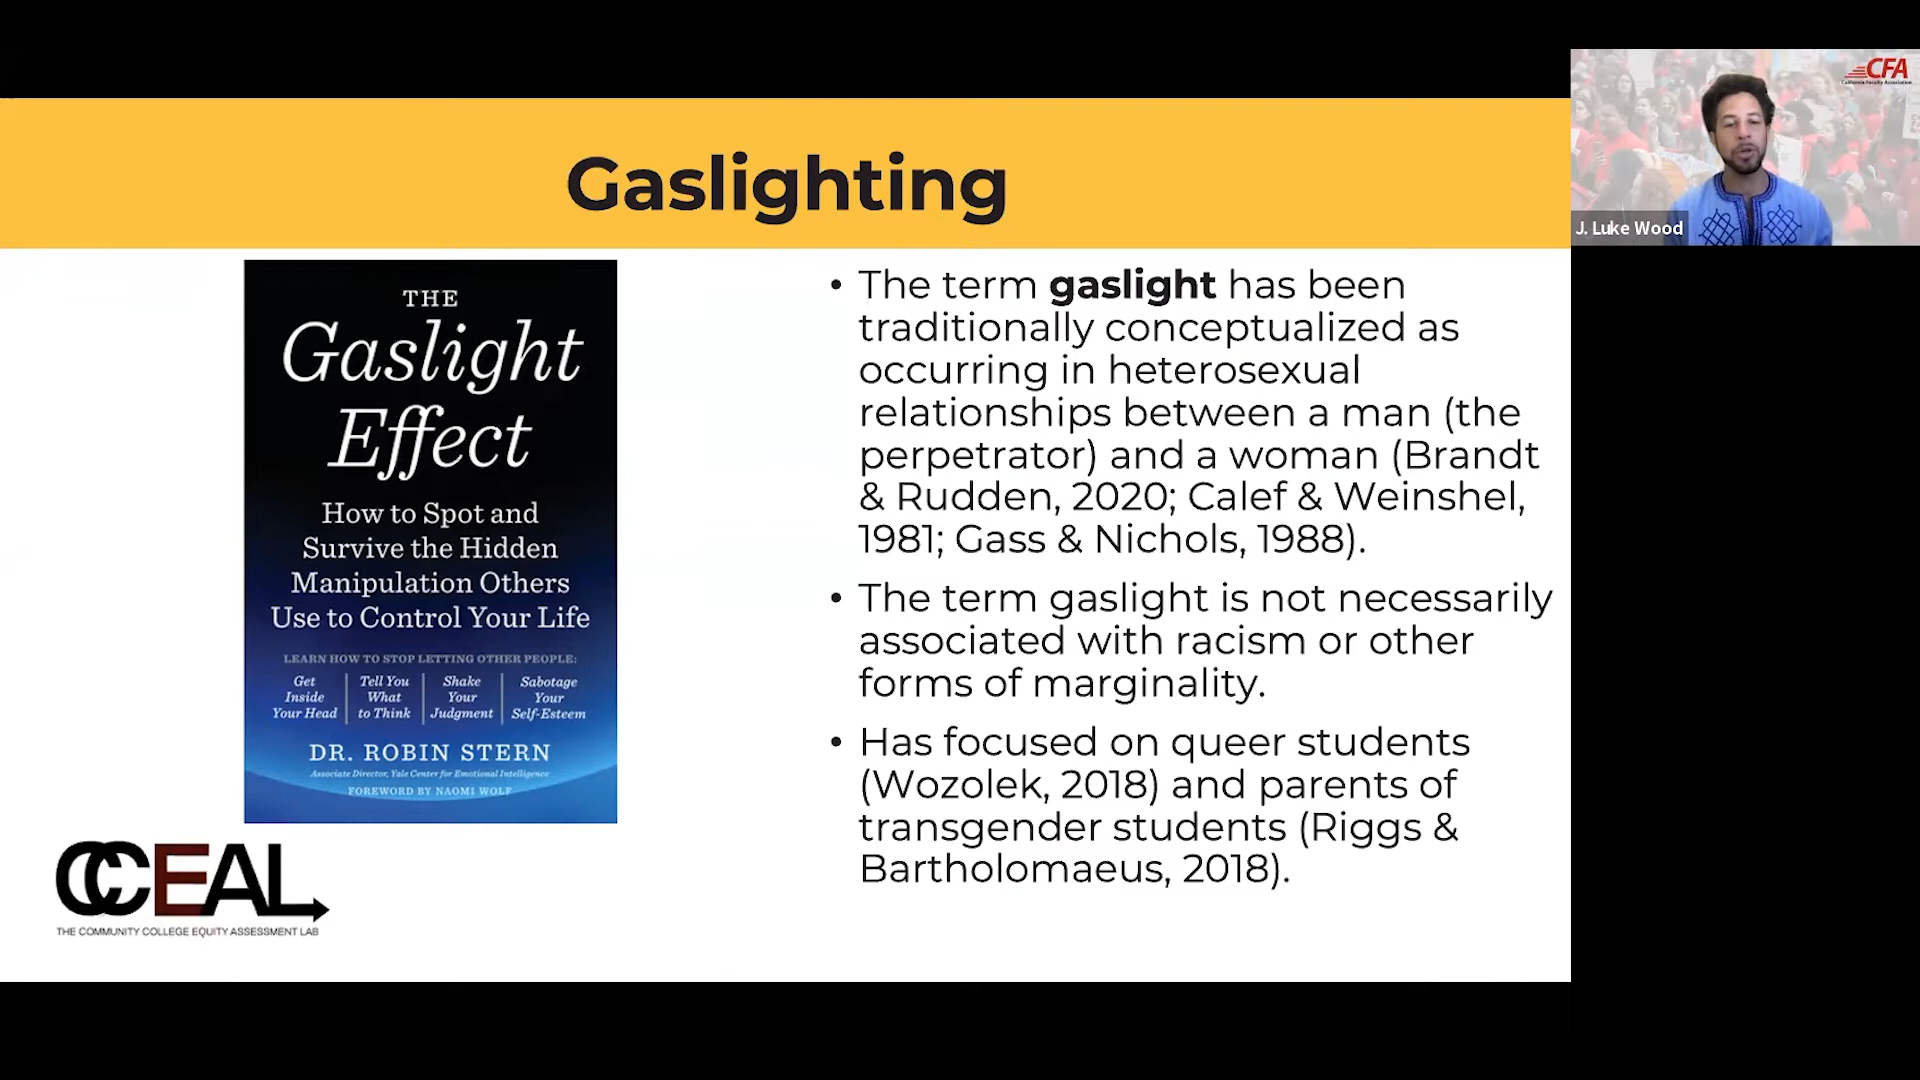 Gaslighting
THE
Gaslight
Effect
How to Spot and
Survive the Hidden
Manipulation Others
Use to Control Your Life
LEARN HOW TO STOP LETTING OTHER PEOPLE:
Get
Inside
Your Head
Tell You
What
to Think
Shake
Your
Judgment
Sabotage
Your
Self-Esteem
DR. ROBIN STERN
Associate Director, Yale Center for Emotional Intelligence
FOREWORD BY NAOMI WOLF
CCEAL
THE COMMUNITY COLLEGE EQUITY ASSESSMENT LAB
• The term gaslight has been
traditionally conceptualized as
occurring in heterosexual
relationships between a man (the
perpetrator) and a woman (Brandt
& Rudden, 2020; Calef & Weinshel,
1981; Gass & Nichols, 1988).
• The term gaslight is not necessarily
associated with racism or other
forms of marginality.
• Has focused on queer students
(Wozolek, 2018) and parents of
transgender students (Riggs &
Bartholomaeus, 2018).
CFA
California Faculty Association
J. Luke Wood